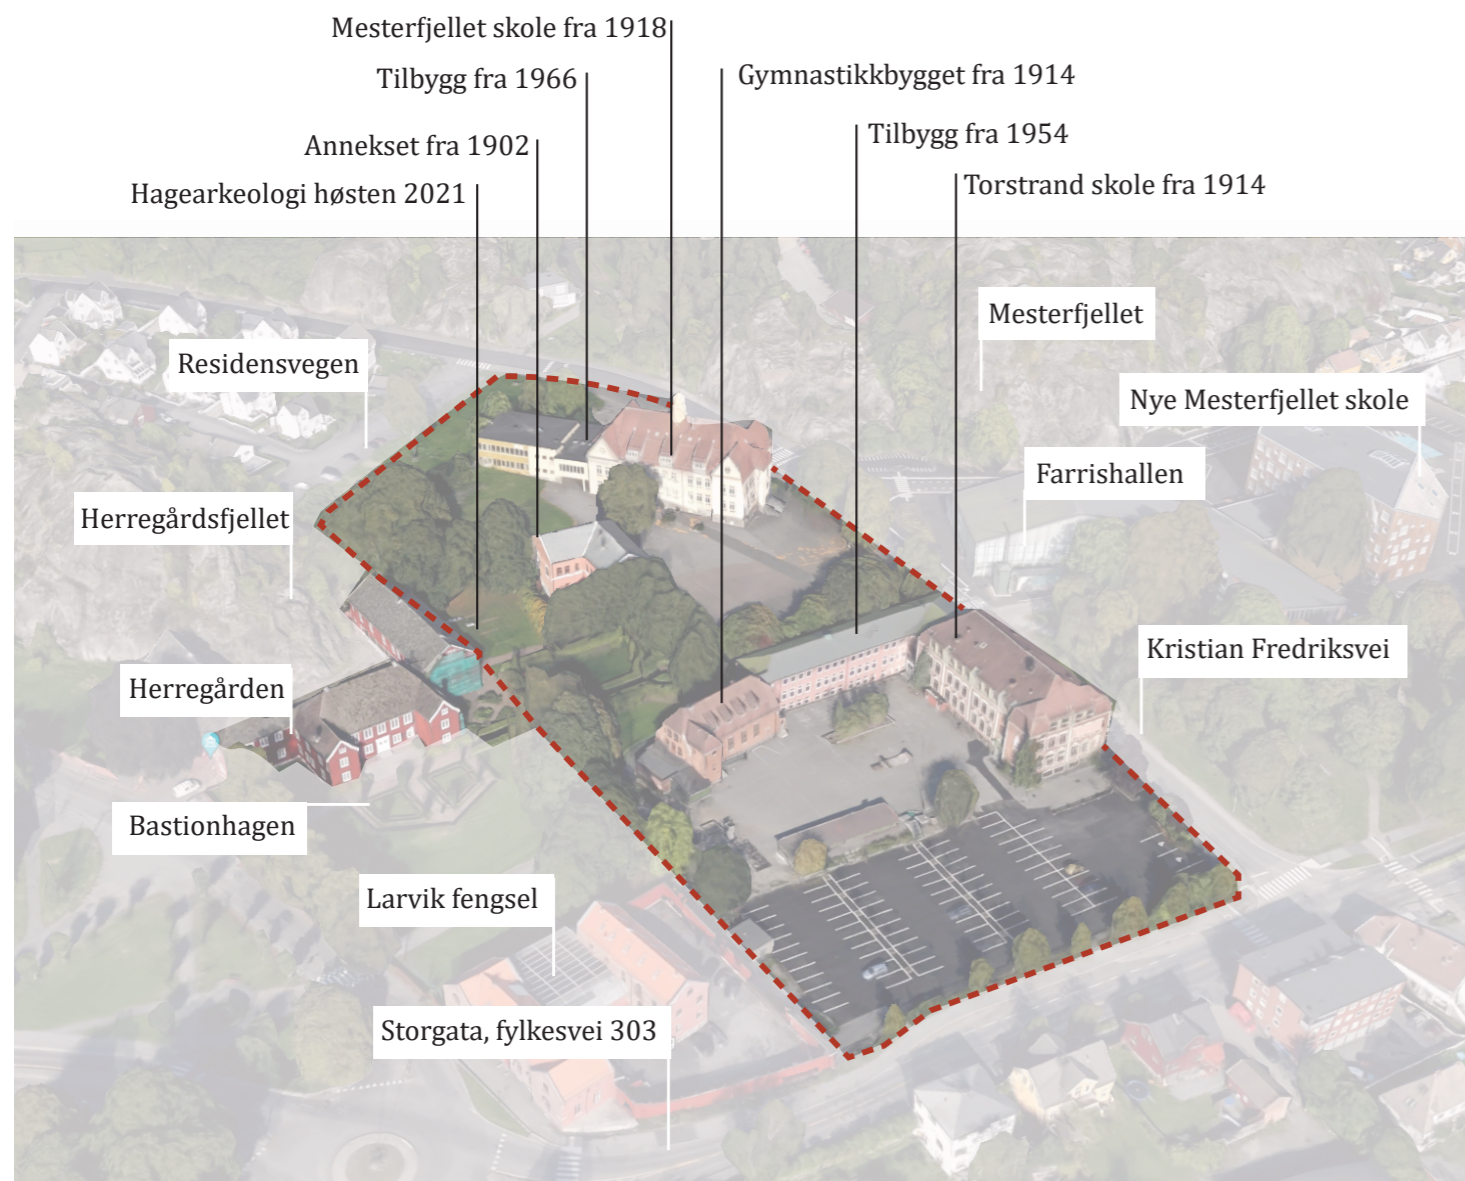 Mesterfjellet skole fra 1918
Tilbygg fra 1966
Gymnastikkbygget fra 1914
Annekset fra 1902
Tilbygg fra 1954
Hagearkeologi høsten 2021
Torstrand skole fra 1914
Mesterfjellet
Residensvegen
Nye Mesterfjellet skole
Farrishallen
Herregårdsfjellet
Kristian Fredriksvei
Herregården
Bastionhagen
Larvik fengsel
Storgata, fylkesvei 303